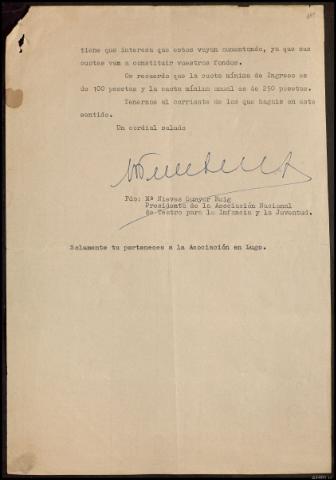 tiene que interesa que estos vayan aumentando, ya que sus
cuotas van a constituir vuestros fondos.
Os recuerdo que la cuota mínima de Ingreso es
de 100 pesetas y la cuota mínima anual es de 250 pesetas.
Tenernos al corriente de los que hagais en este
sentido.
Un cordial saludo
Fdo: Mª Nieves Sunyer Roig
Presidenta de la Asociación Nacional
de Teatro para la Infancia y la Juventud.
Solamente tu perteneces a la Asociación en Lugo.